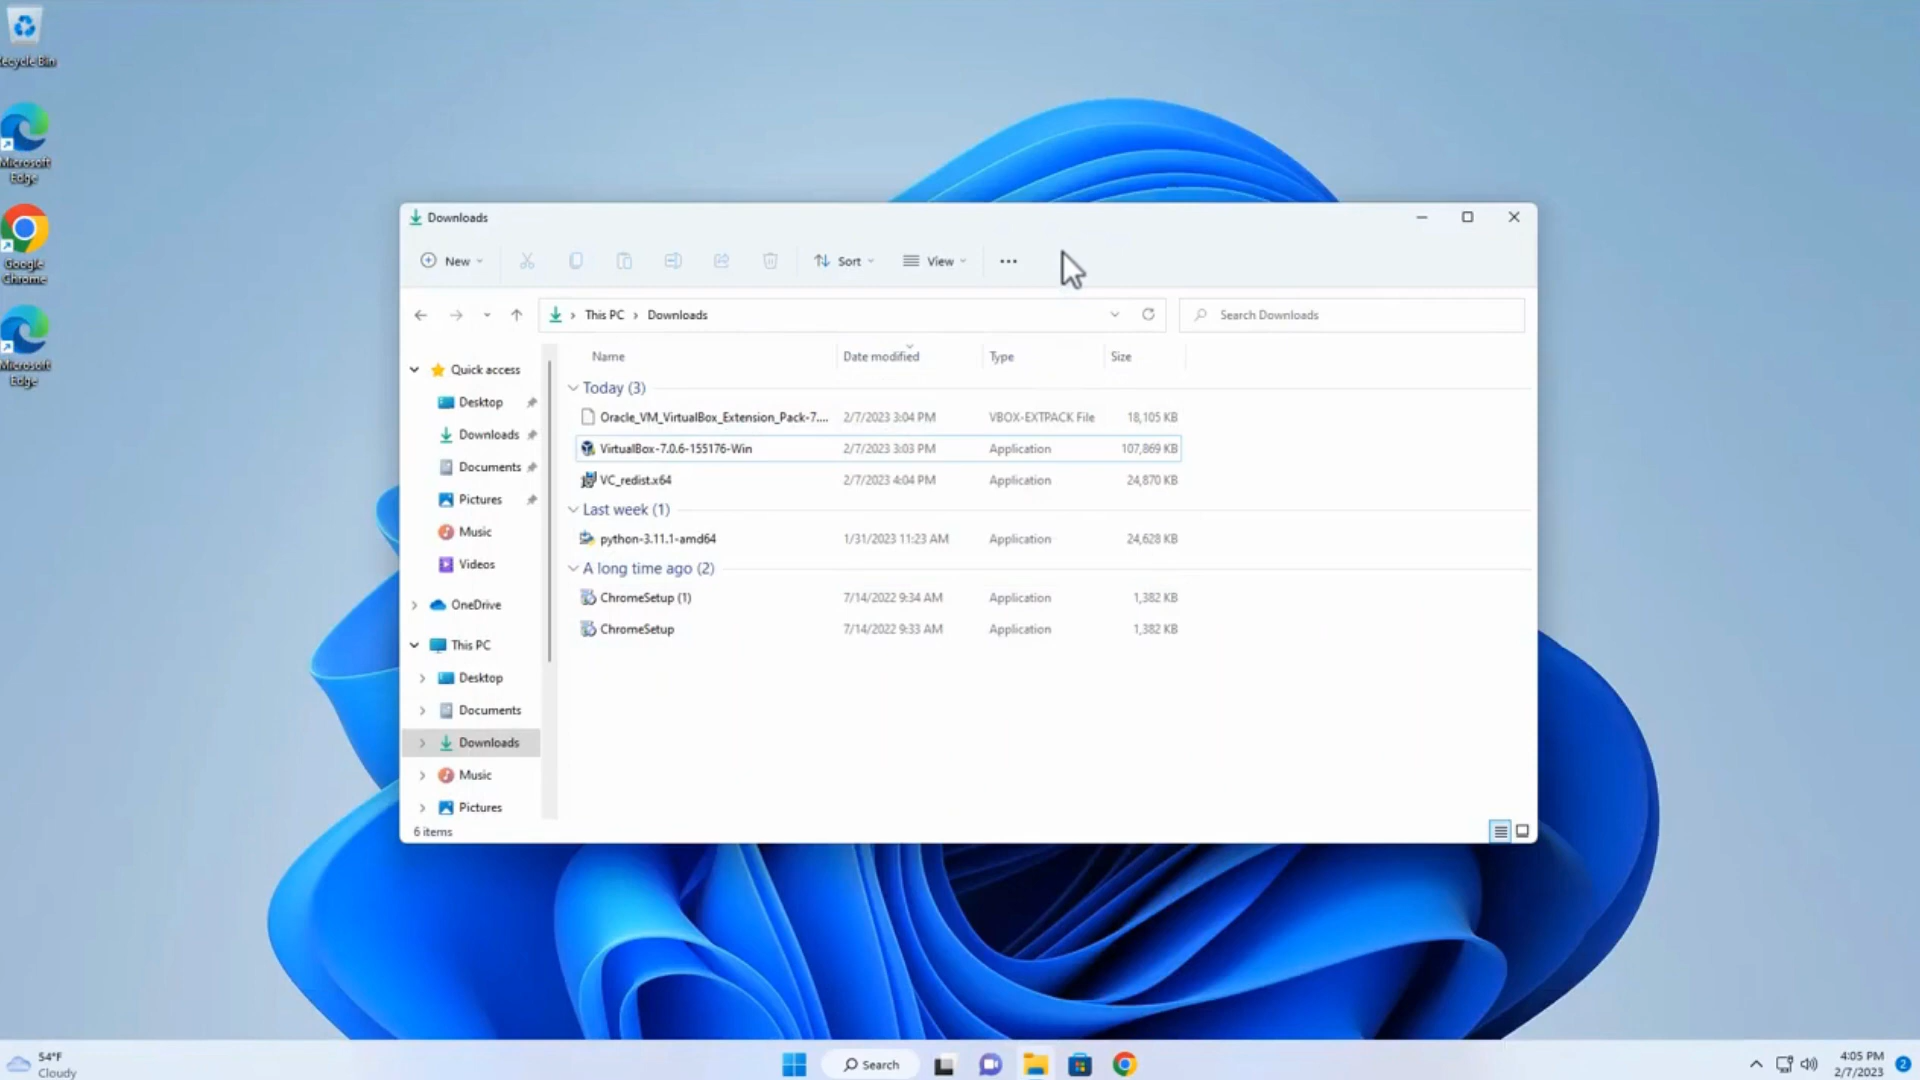 Recycle Bin
Microsoft
Edge
Google
Chrome
Microsoft
Edge
Downloads
New
Sort
View
This PC > Downloads
Search Downloads
Quick access
Desktop
Downloads
Documents
Pictures
Music
Videos
OneDrive
This PC
Desktop
Documents
Downloads
Music
Pictures
Name Date modified Type Size
Today (3)
Oracle_VM_VirtualBox_Extension_Pack-7.... 2/7/2023 3:04 PM VBOX-EXTPACK File 18,105 KB
VirtualBox-7.0.6-155176-Win 2/7/2023 3:03 PM Application 107,869 KB
VC_redist.x64 2/7/2023 4:04 PM Application 24,870 KB
Last week (1)
python-3.11.1-amd64 1/31/2023 11:23 AM Application 24,628 KB
A long time ago (2)
ChromeSetup (1) 7/14/2022 9:34 AM Application 1,382 KB
ChromeSetup 7/14/2022 9:33 AM Application 1,382 KB
6 items
54°F
Cloudy
Search
4:05 PM
2/7/2023
2